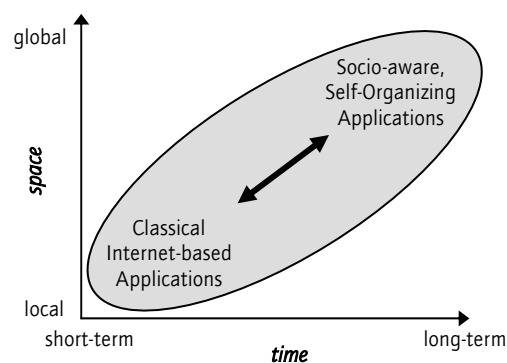 global
Socio-aware,
Self-Organizing
Applications
space
Classical
Internet-based
Applications
local
short-term
long-term
time